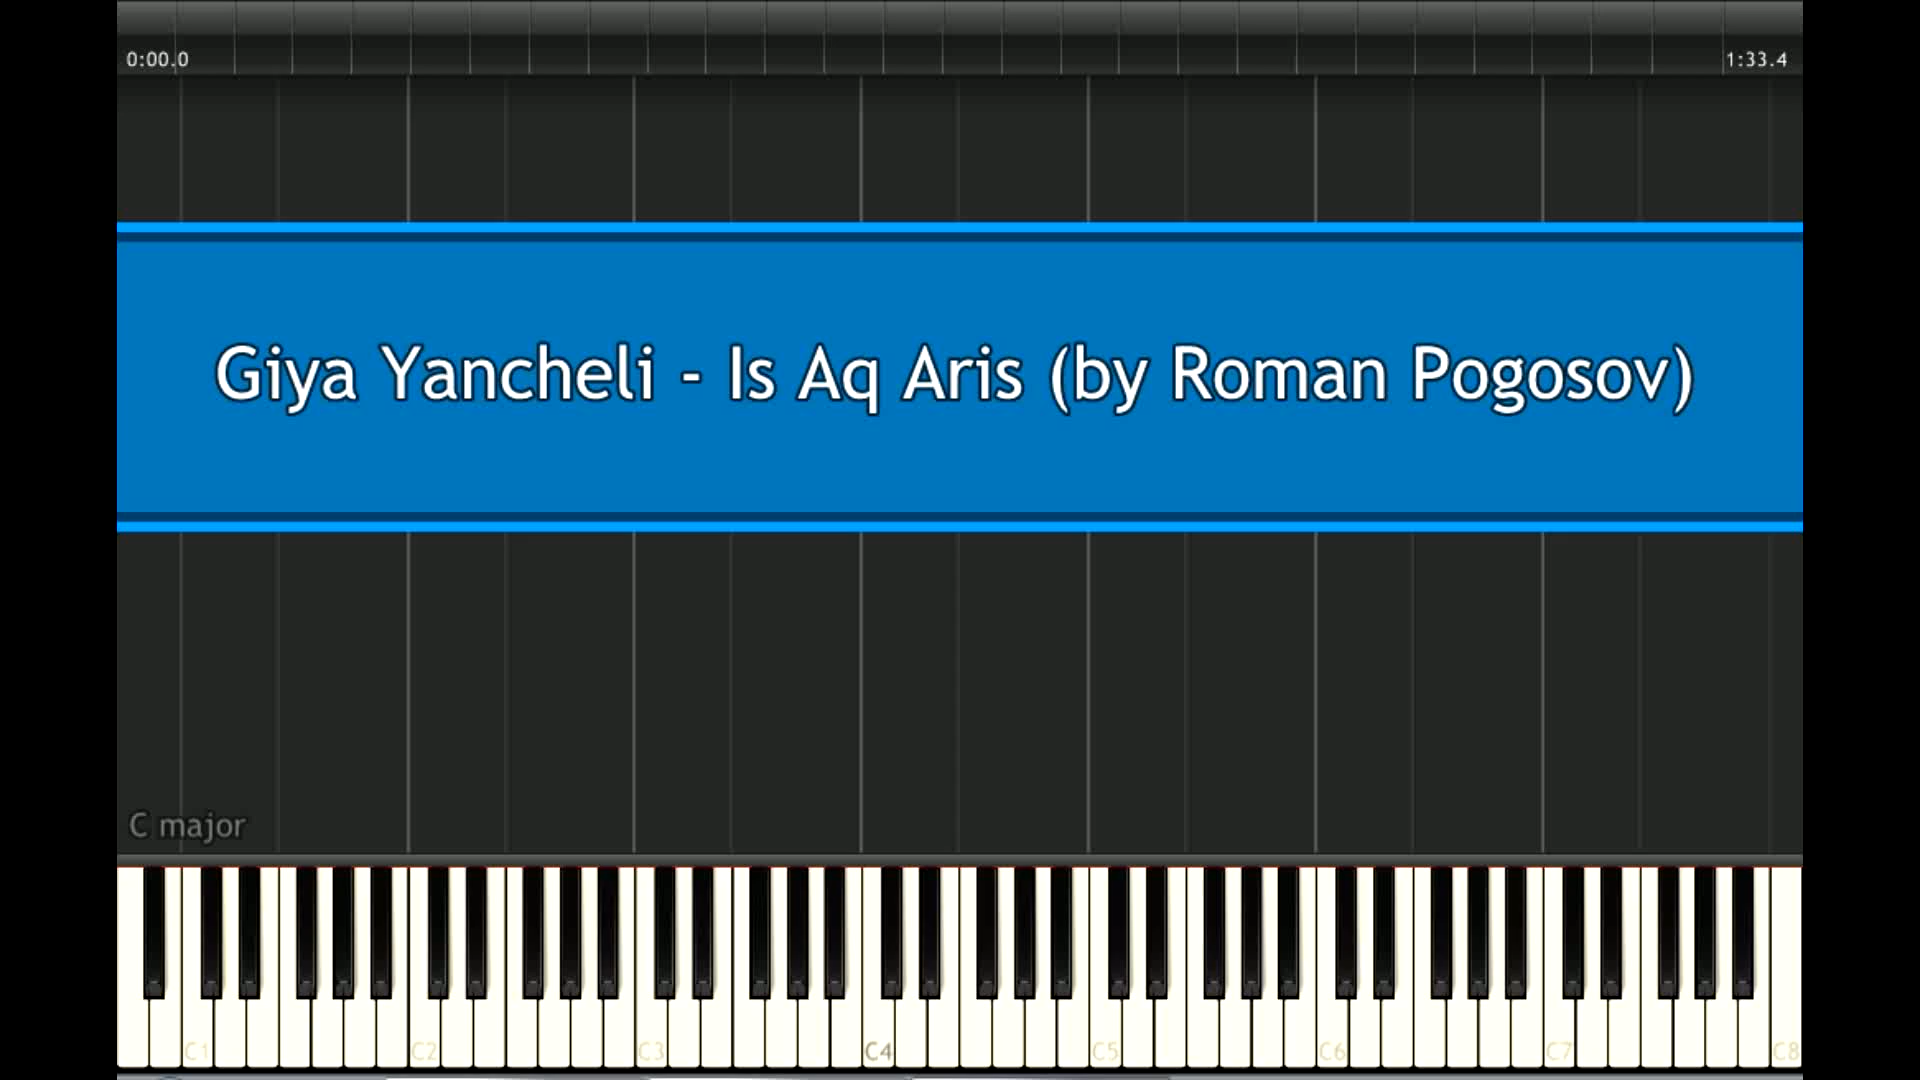 0:00.0 1:33.4
Giya Yancheli - Is Aq Aris (by Roman Pogosov)
C major
C1 C2 C3 C4 C5 C6 C7 C8